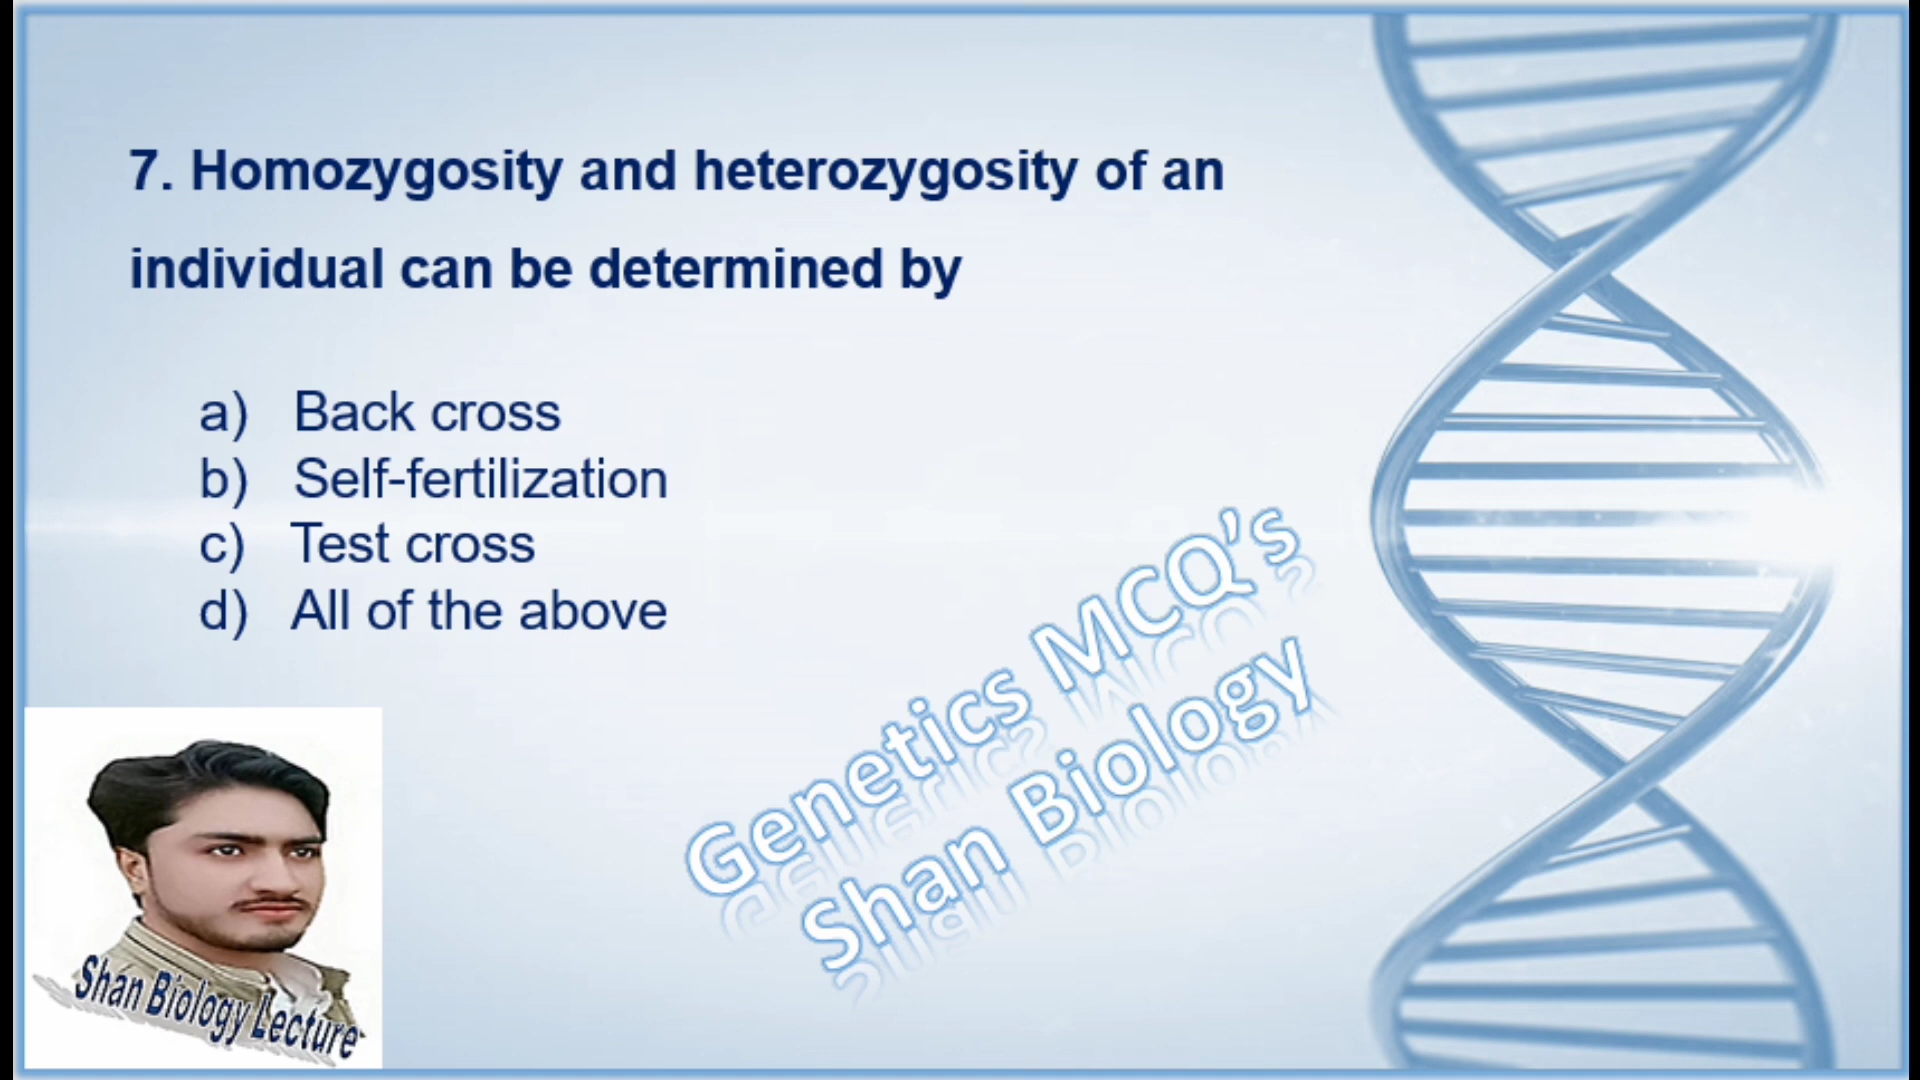 7. Homozygosity and heterozygosity of an
individual can be determined by
a) Back cross
b) Self-fertilization
c) Test cross
d) All of the above
Genetics MCQ's
Shan Biology
Shan Biology Lecture